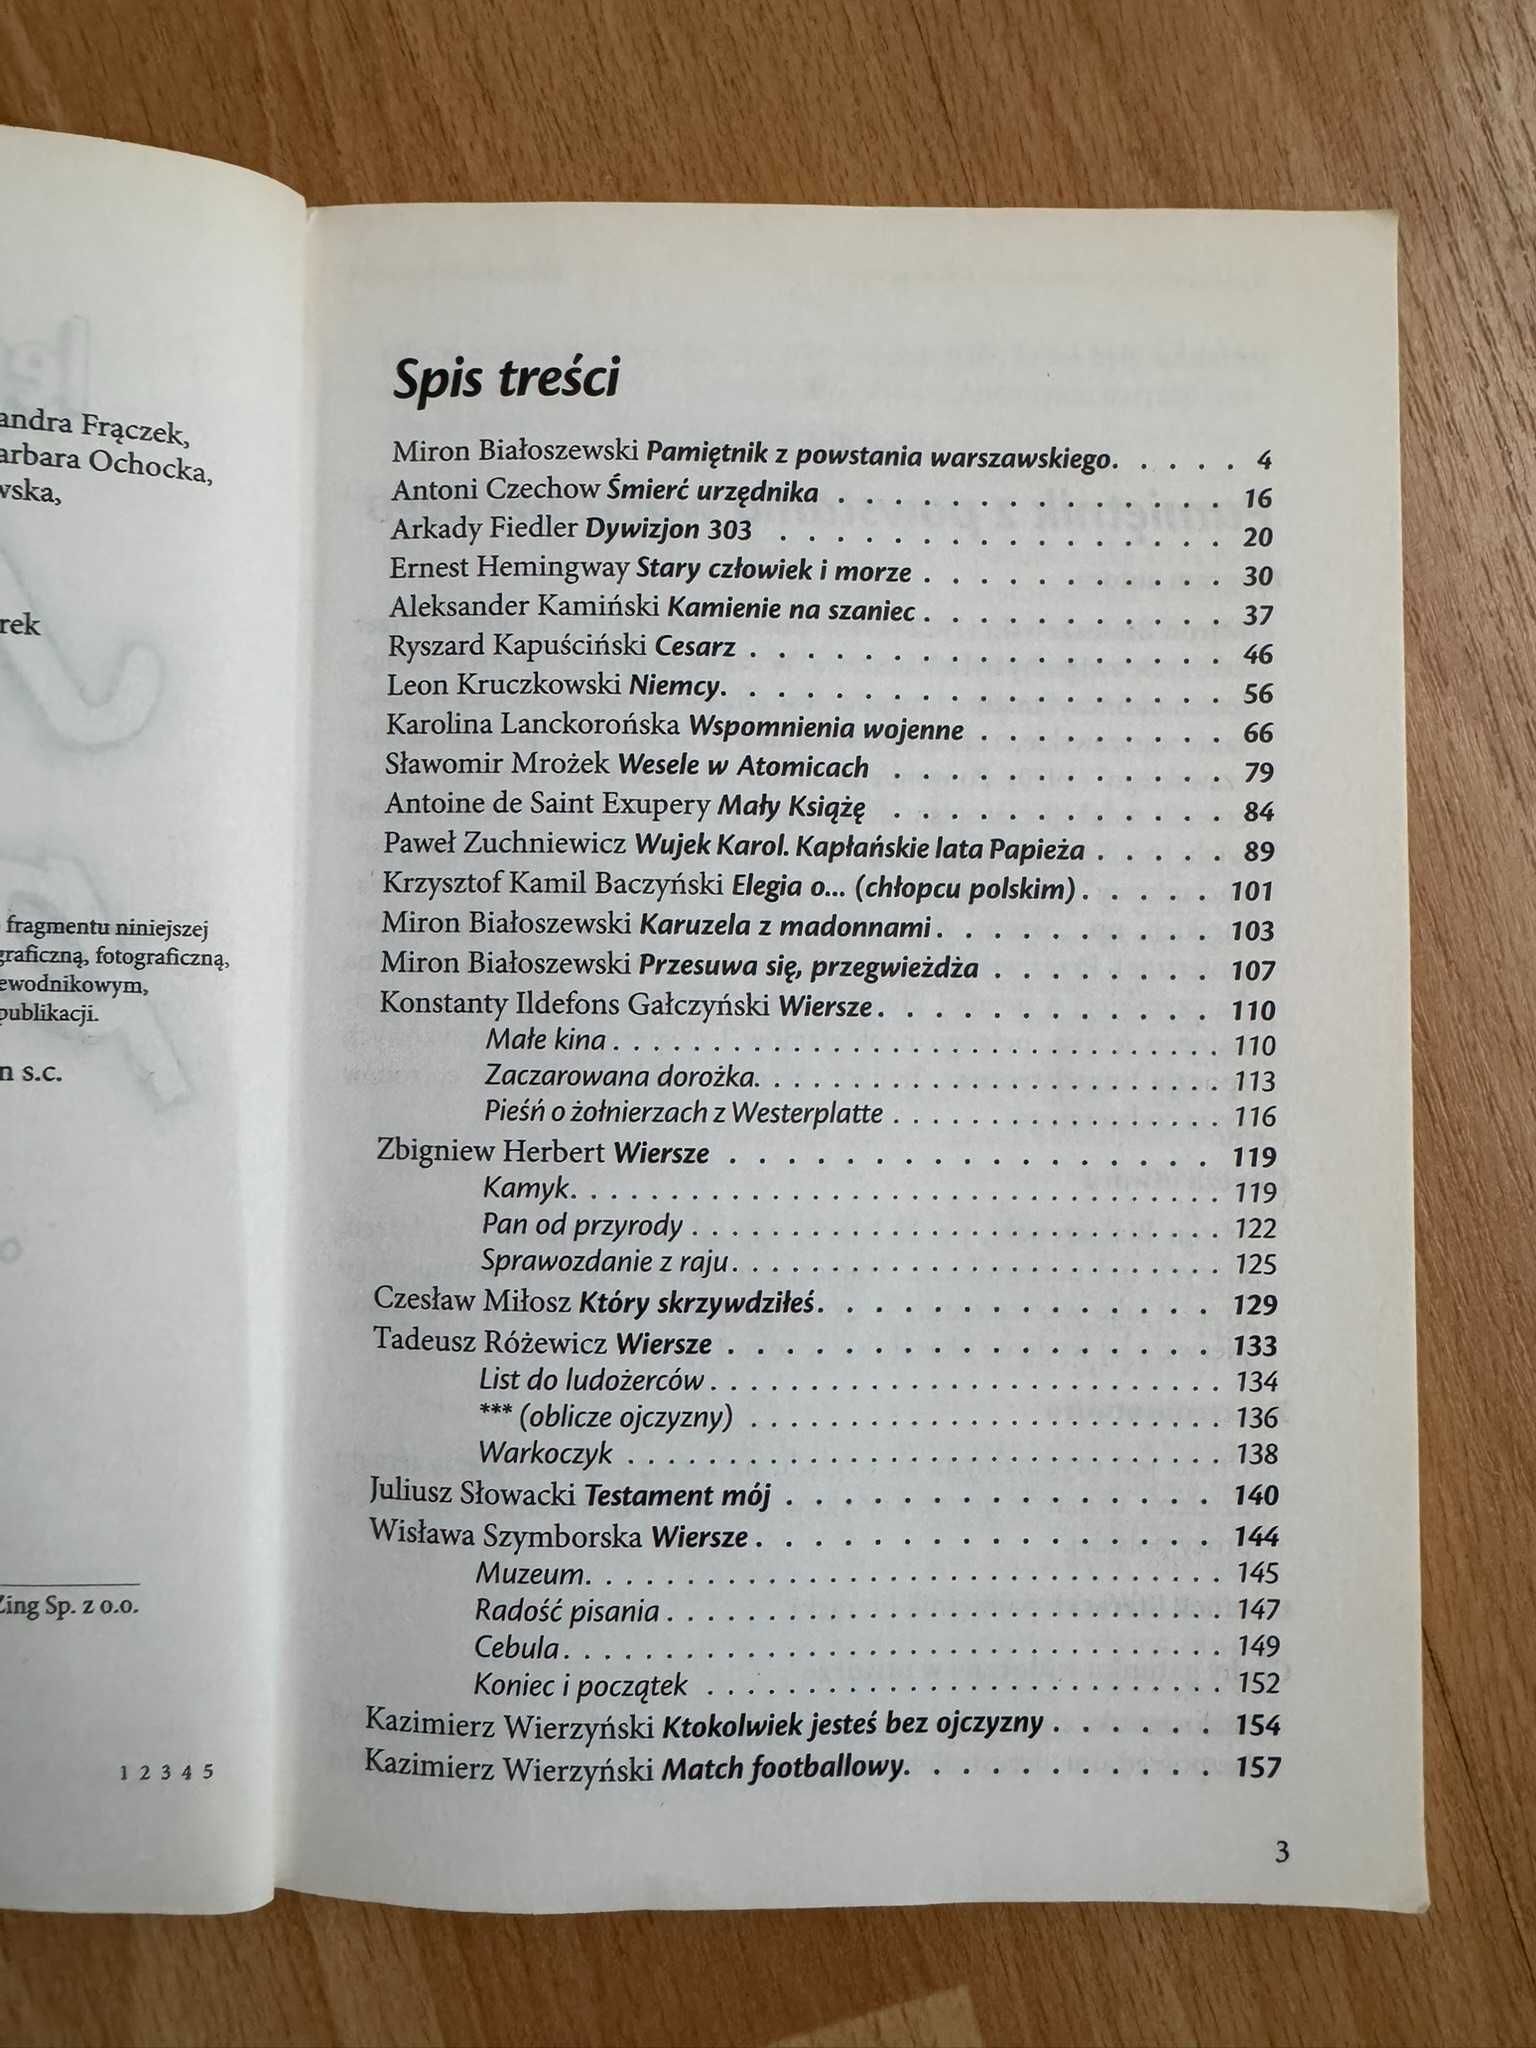 andra Frączek,
arbara Ochocka,
wska,
rek
fragmentu niniejszej
graficzną, fotograficzną,
ewodnikowym,
publikacji.
n s.c.
Zing Sp. z o.o.
1 2 3 4 5
Spis treści
Miron Białoszewski Pamiętnik z powstania warszawskiego. . . . . . 4
Antoni Czechow Śmierć urzędnika . . . . . . . . . . . . . . 16
Arkady Fiedler Dywizjon 303 . . . . . . . . . . . . . . . . 20
Ernest Hemingway Stary człowiek i morze . . . . . . . . . . . 30
Aleksander Kamiński Kamienie na szaniec . . . . . . . . . . . 37
Ryszard Kapuściński Cesarz . . . . . . . . . . . . . . . . . 46
Leon Kruczkowski Niemcy. . . . . . . . . . . . . . . . . . 56
Karolina Lanckorońska Wspomnienia wojenne . . . . . . . . . 66
Sławomir Mrożek Wesele w Atomicach . . . . . . . . . . . . 79
Antoine de Saint Exupery Mały Książę . . . . . . . . . . . . 84
Paweł Zuchniewicz Wujek Karol. Kapłańskie lata Papieża . . . . . 89
Krzysztof Kamil Baczyński Elegia o... (chłopcu polskim) . . . . . 101
Miron Białoszewski Karuzela z madonnami . . . . . . . . . . 103
Miron Białoszewski Przesuwa się, przegwieżdża . . . . . . . . 107
Konstanty Ildefons Gałczyński Wiersze . . . . . . . . . . . . 110
Małe kina . . . . . . . . . . . . . . . . . . . . . . . . . . 110
Zaczarowana dorożka. . . . . . . . . . . . . . . . . . . . 113
Pieśń o żołnierzach z Westerplatte . . . . . . . . . . . . . . 116
Zbigniew Herbert Wiersze . . . . . . . . . . . . . . . . . 119
Kamyk. . . . . . . . . . . . . . . . . . . . . . . . . . . . 119
Pan od przyrody . . . . . . . . . . . . . . . . . . . . . . 122
Sprawozdanie z raju. . . . . . . . . . . . . . . . . . . . . 125
Czesław Miłosz Który skrzywdziłeś. . . . . . . . . . . . . . 129
Tadeusz Różewicz Wiersze . . . . . . . . . . . . . . . . . 133
List do ludożerców . . . . . . . . . . . . . . . . . . . . . 134
*** (oblicze ojczyzny) . . . . . . . . . . . . . . . . . . . . 136
Warkoczyk . . . . . . . . . . . . . . . . . . . . . . . . . 138
Juliusz Słowacki Testament mój . . . . . . . . . . . . . . . 140
Wisława Szymborska Wiersze . . . . . . . . . . . . . . . . 144
Muzeum. . . . . . . . . . . . . . . . . . . . . . . . . . . 145
Radość pisania . . . . . . . . . . . . . . . . . . . . . . . 147
Cebula. . . . . . . . . . . . . . . . . . . . . . . . . . . . 149
Koniec i początek . . . . . . . . . . . . . . . . . . . . . . 152
Kazimierz Wierzyński Ktokolwiek jesteś bez ojczyzny . . . . . . 154
Kazimierz Wierzyński Match footballowy. . . . . . . . . . . 157
3